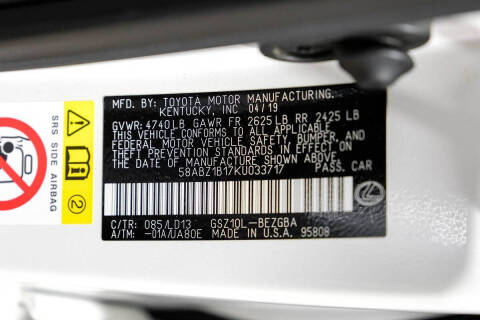 MFD. BY: TOYOTA MOTOR MANUFACTURING,
KENTUCKY, INC 04/19
GVWR: 4740LB GAWR FR 2625 LB RR 2425 LB
THIS VEHICLE CONFORMS TO ALL APPLICABLE
FEDERAL MOTOR VEHICLE SAFETY, BUMPER, AND
THEFT PREVENTION STANDARDS IN EFFECT ON
THE DATE OF MANUFACTURE SHOWN ABOVE.
58ABZ1B17KU033717 PASS. CAR
C/TR: 085/LD13 GSZ10L-BEZGBA
A/TM: -01A/UA80E Made in U.S.A. 95808
SRS SIDE AIRBAG
2